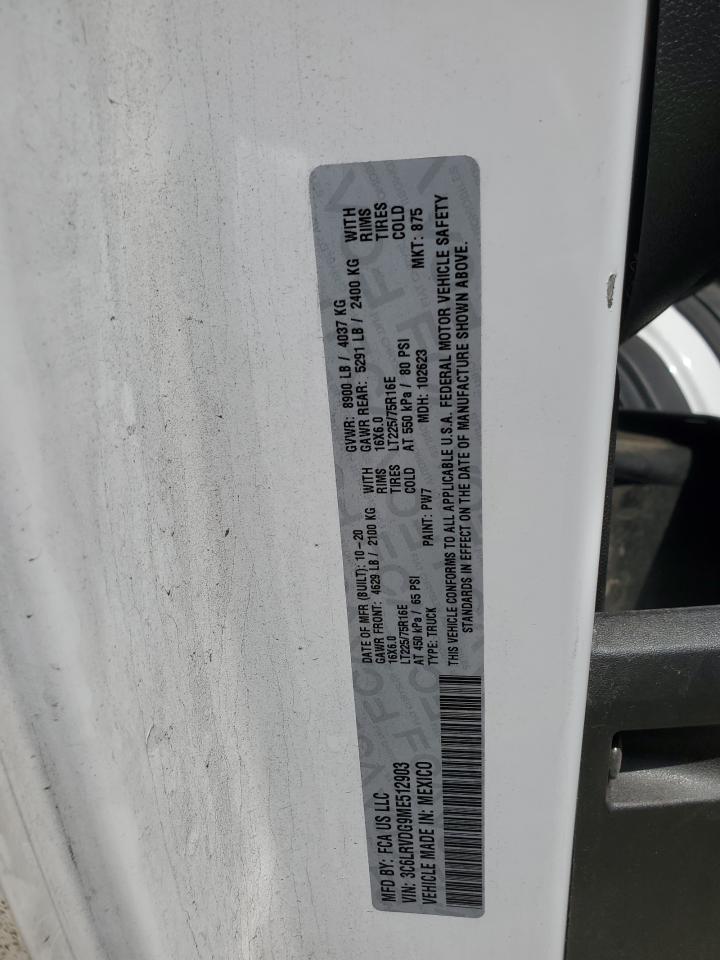 MFD BY: FCA US LLC
VIN: 3C6LRVDG9ME512903
VEHICLE MADE IN: MEXICO
DATE OF MFR (BUILT): 10-20 GVWR: 8900 LB / 4037 KG
GAWR FRONT: 4629 LB / 2100 KG WITH GAWR REAR: 5291 LB / 2400 KG WITH
16X6.0 RIMS 16X6.0 RIMS
LT225/75R16E TIRES LT225/75R16E TIRES
AT 450 kPa / 65 PSI COLD AT 550 kPa / 80 PSI COLD
TYPE: TRUCK PAINT: PW7 MDH: 102623 MKT: 875
THIS VEHICLE CONFORMS TO ALL APPLICABLE U.S.A. FEDERAL MOTOR VEHICLE SAFETY
STANDARDS IN EFFECT ON THE DATE OF MANUFACTURE SHOWN ABOVE.